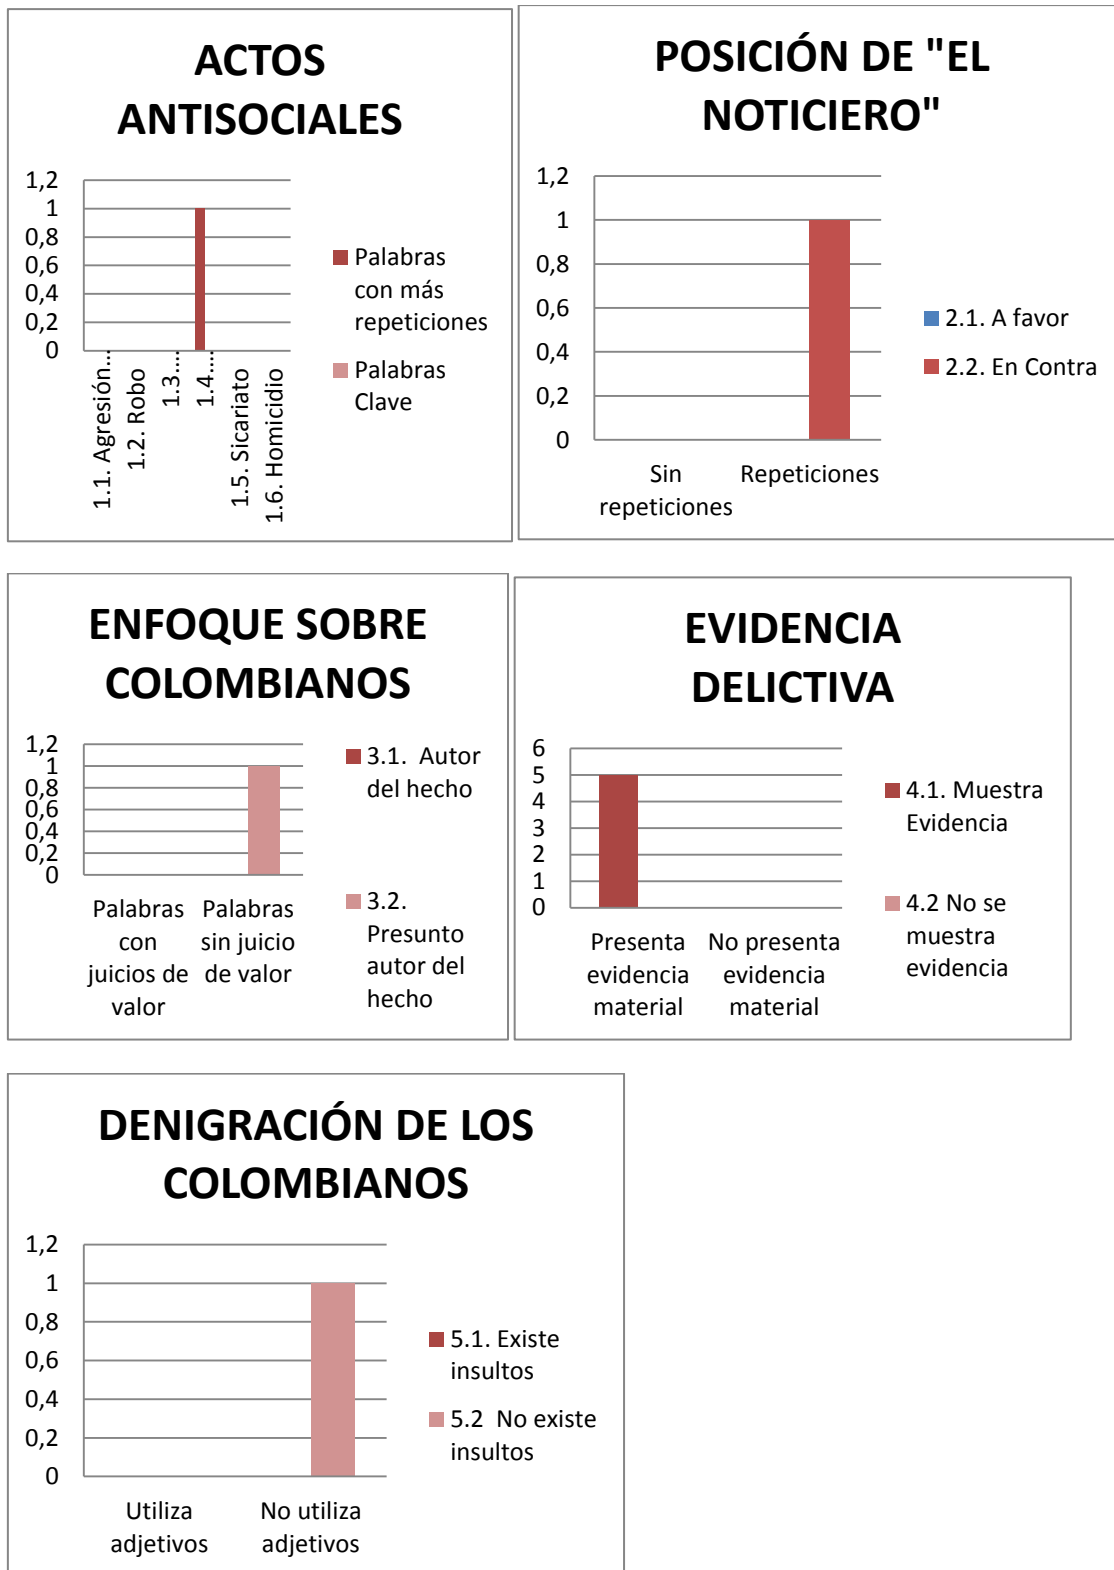 ACTOS
ANTISOCIALES
1,2
1
0,8
0,6
0,4
0,2
0
1.1. Agresión...
1.2. Robo
1.3....
1.4....
1.5. Sicariato
1.6. Homicidio
Palabras
con más
repeticiones
Palabras
Clave
POSICIÓN DE "EL
NOTICIERO"
1,2
1
0,8
0,6
0,4
0,2
0
Sin
repeticiones
Repeticiones
2.1. A favor
2.2. En Contra
ENFOQUE SOBRE
COLOMBIANOS
1,2
1
0,8
0,6
0,4
0,2
0
Palabras
con
juicios de
valor
Palabras
sin juicio
de valor
3.1. Autor
del hecho
3.2.
Presunto
autor del
hecho
EVIDENCIA
DELICTIVA
6
5
4
3
2
1
0
Presenta
evidencia
material
No presenta
evidencia
material
4.1. Muestra
Evidencia
4.2 No se
muestra
evidencia
DENIGRACIÓN DE LOS
COLOMBIANOS
1,2
1
0,8
0,6
0,4
0,2
0
Utiliza
adjetivos
No utiliza
adjetivos
5.1. Existe
insultos
5.2 No existe
insultos